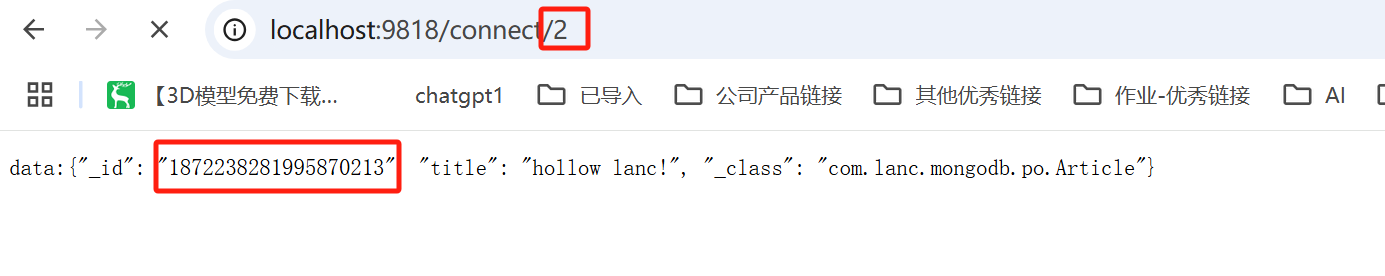 localhost:9818/connect/2
【3D模型免费下载... chatgpt1 已导入 公司产品链接 其他优秀链接 作业-优秀链接 AI
data:{"_id": "1872238281995870213" "title": "hollow lanc!", "_class": "com.lanc.mongodb.po.Article"}